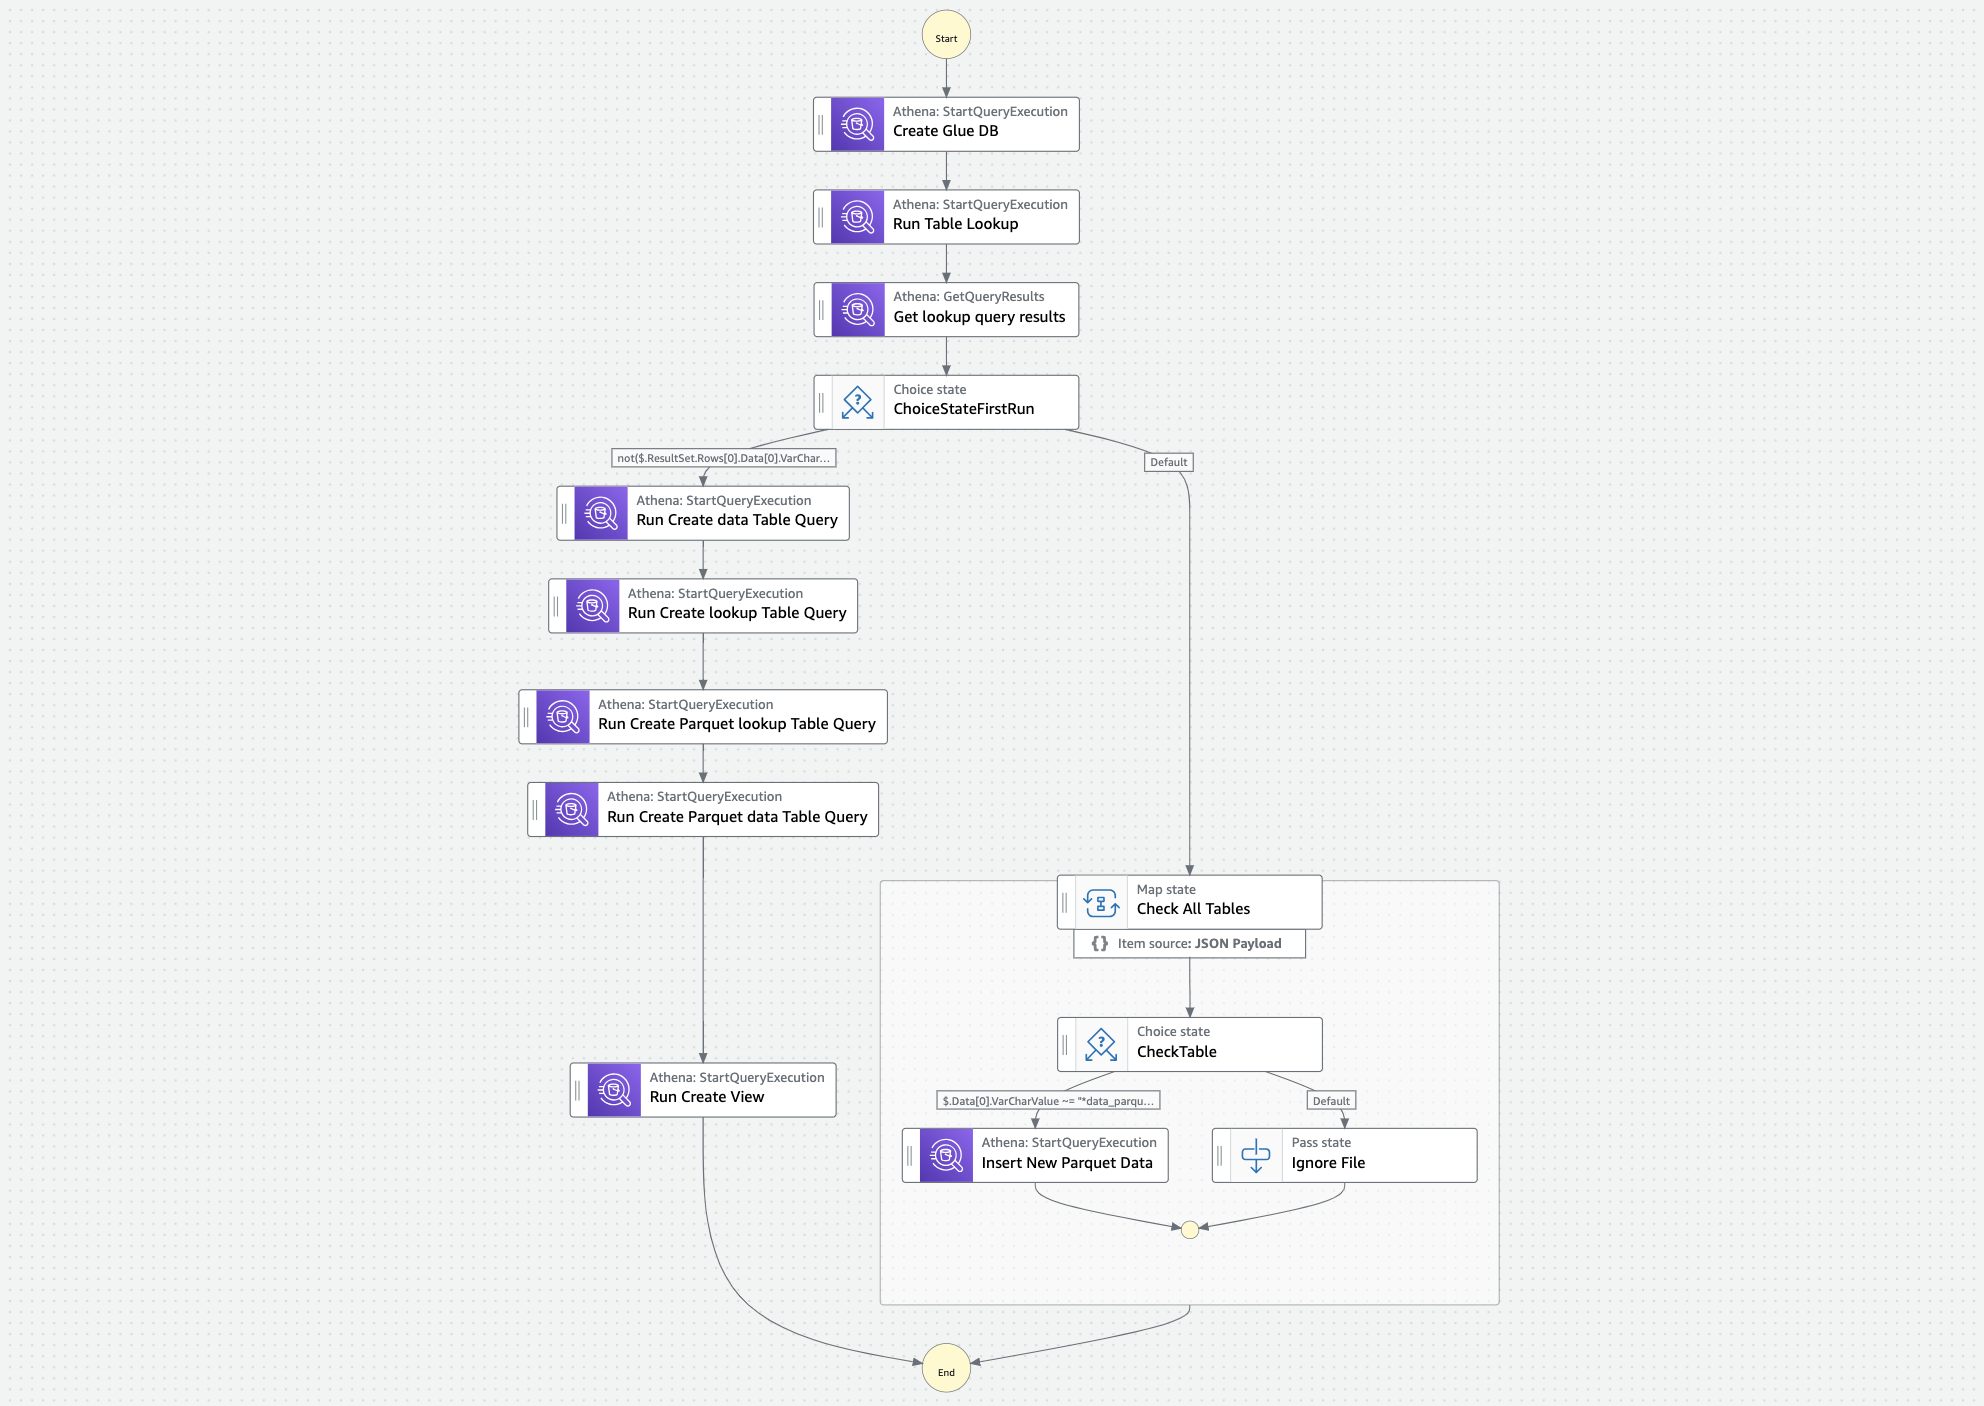 Start
Athena: StartQueryExecution
Create Glue DB
Athena: StartQueryExecution
Run Table Lookup
Athena: GetQueryResults
Get lookup query results
Choice state
ChoiceStateFirstRun
not($.ResultSet.Rows[0].Data[0].VarChar...
Default
Athena: StartQueryExecution
Run Create data Table Query
Athena: StartQueryExecution
Run Create lookup Table Query
Athena: StartQueryExecution
Run Create Parquet lookup Table Query
Athena: StartQueryExecution
Run Create Parquet data Table Query
Map state
Check All Tables
{} Item source: JSON Payload
Choice state
CheckTable
Athena: StartQueryExecution
Run Create View
$.Data[0].VarCharValue ~= "*data_parqu...
Default
Athena: StartQueryExecution
Insert New Parquet Data
Pass state
Ignore File
End